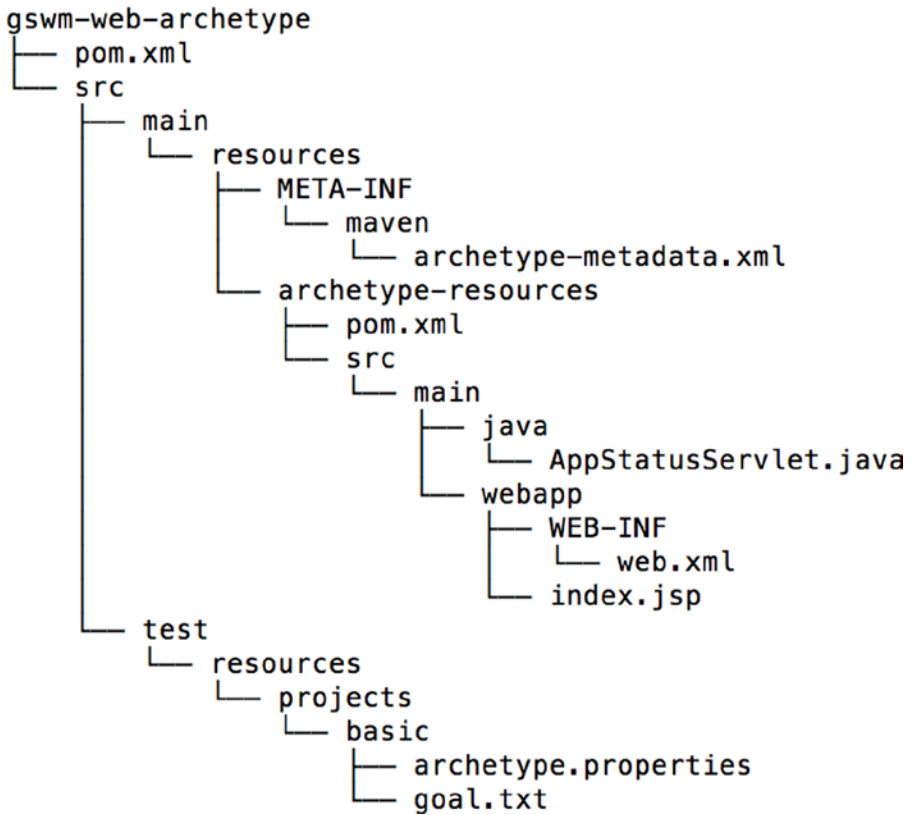 gswm-web-archetype
├── pom.xml
└── src
    ├── main
    │   └── resources
    │       ├── META-INF
    │       │   └── maven
    │       │       └── archetype-metadata.xml
    │       └── archetype-resources
    │           ├── pom.xml
    │           └── src
    │               └── main
    │                   ├── java
    │                   │   └── AppStatusServlet.java
    │                   └── webapp
    │                       ├── WEB-INF
    │                       │   └── web.xml
    │                       └── index.jsp
    └── test
        └── resources
            └── projects
                └── basic
                    ├── archetype.properties
                    └── goal.txt